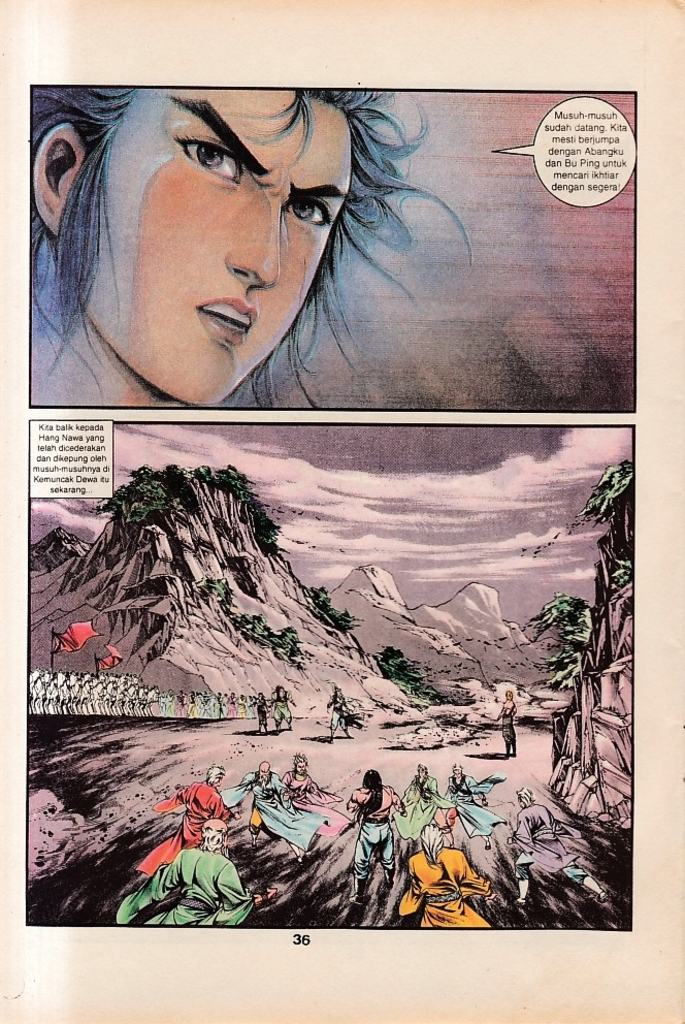 Musuh-musuh
sudah datang. Kita
mesti berjumpa
dengan Abangku
dan Bu Ping untuk
mencari ikhtiar
dengan segera!
Kita balik kepada
Hang Nawa yang
telah dicederakan
dan dikepung oleh
musuh-musuhnya di
Kemuncak Dewa itu
sekarang...
36